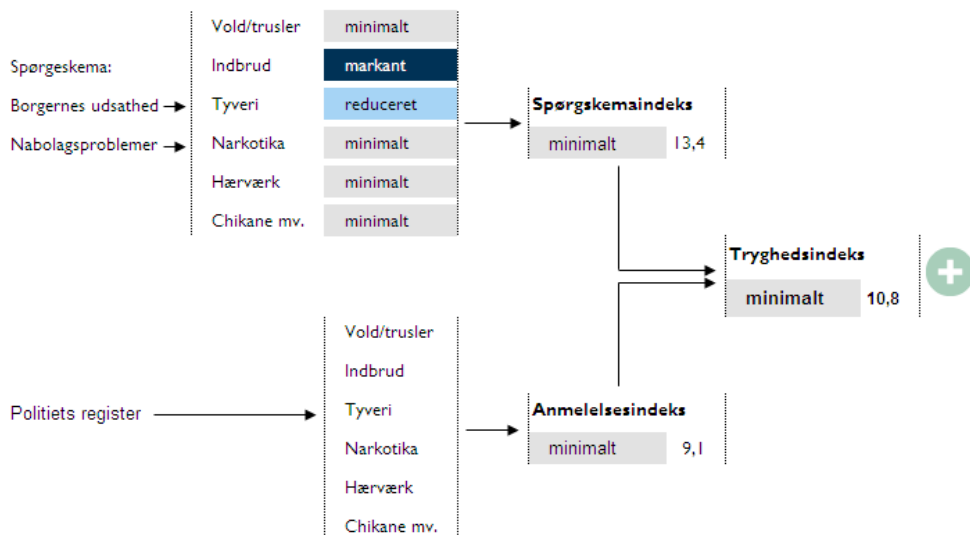 Vold/trusler minimalt
Spørgeskema: Indbrud markant
Borgernes udsathed Tyveri reduceret Spørgskemaindeks
Nabolagsproblemer Narkotika minimalt minimalt 13,4
Hærværk minimalt
Chikane mv. minimalt
Tryghedsindeks
minimalt 10,8
Vold/trusler
Indbrud
Politiets register Tyveri Anmelelsesindeks
Narkotika minimalt 9,1
Hærværk
Chikane mv.